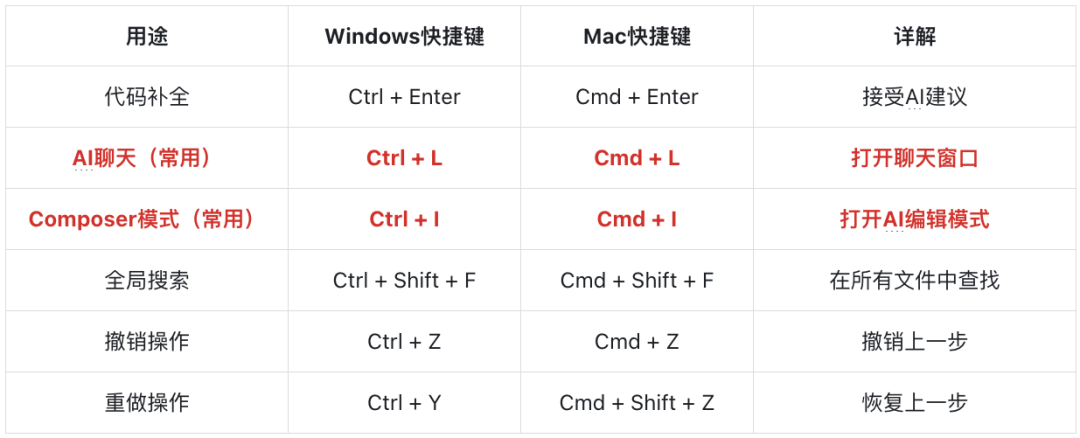 用途 Windows快捷键 Mac快捷键 详解
代码补全 Ctrl + Enter Cmd + Enter 接受AI建议
AI聊天（常用） Ctrl + L Cmd + L 打开聊天窗口
Composer模式（常用） Ctrl + I Cmd + I 打开AI编辑模式
全局搜索 Ctrl + Shift + F Cmd + Shift + F 在所有文件中查找
撤销操作 Ctrl + Z Cmd + Z 撤销上一步
重做操作 Ctrl + Y Cmd + Shift + Z 恢复上一步